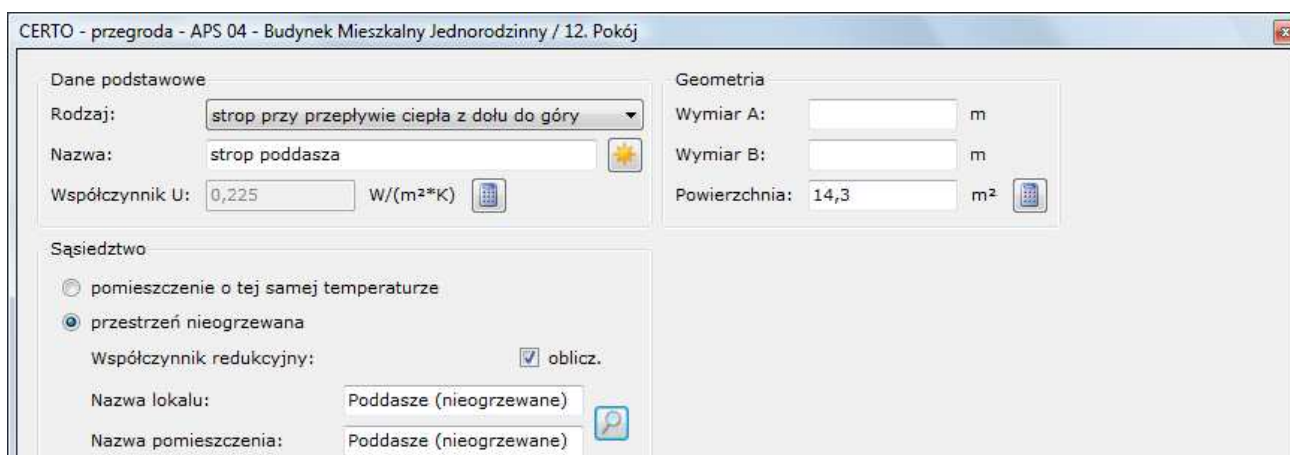 CERTO - przegroda - APS 04 - Budynek Mieszkalny Jednorodzinny / 12. Pokój
Dane podstawowe
Rodzaj: strop przy przepływie ciepła z dołu do góry
Nazwa: strop poddasza
Współczynnik U: 0,225 W/(m²*K)
Geometria
Wymiar A: m
Wymiar B: m
Powierzchnia: 14,3 m²
Sąsiedztwo
pomieszczenie o tej samej temperaturze
przestrzeń nieogrzewana
Współczynnik redukcyjny: oblicz.
Nazwa lokalu: Poddasze (nieogrzewane)
Nazwa pomieszczenia: Poddasze (nieogrzewane)